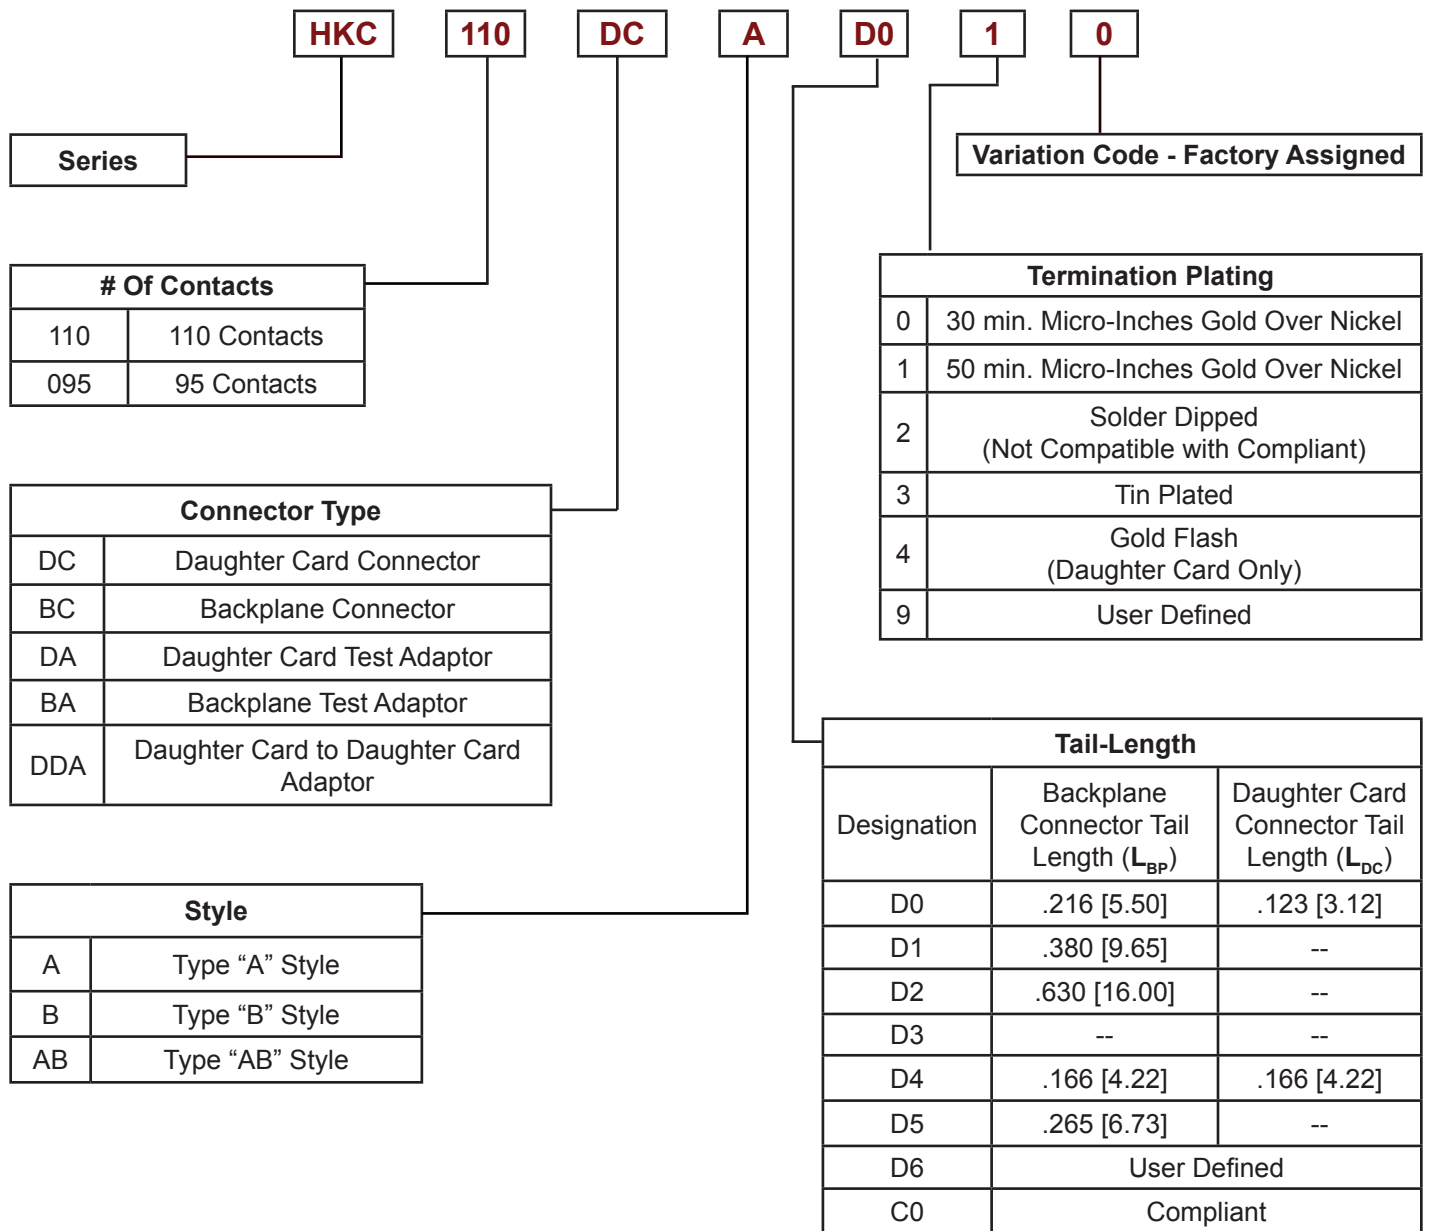 HKC 110 DC A D0 1 0
Series
Variation Code - Factory Assigned
# Of Contacts
110 110 Contacts
095 95 Contacts
Termination Plating
0 30 min. Micro-Inches Gold Over Nickel
1 50 min. Micro-Inches Gold Over Nickel
2 Solder Dipped
(Not Compatible with Compliant)
3 Tin Plated
4 Gold Flash
(Daughter Card Only)
9 User Defined
Connector Type
DC Daughter Card Connector
BC Backplane Connector
DA Daughter Card Test Adaptor
BA Backplane Test Adaptor
DDA Daughter Card to Daughter Card
Adaptor
Style
A Type “A” Style
B Type “B” Style
AB Type “AB” Style
Tail-Length
Designation
Backplane
Connector Tail
Length (LBP)
Daughter Card
Connector Tail
Length (LDC)
D0 .216 [5.50] .123 [3.12]
D1 .380 [9.65] --
D2 .630 [16.00] --
D3 -- --
D4 .166 [4.22] .166 [4.22]
D5 .265 [6.73] --
D6 User Defined
C0 Compliant